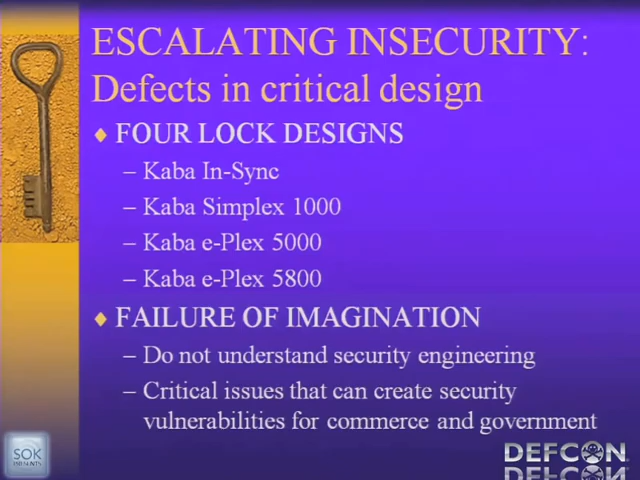 ESCALATING INSECURITY:
Defects in critical design
FOUR LOCK DESIGNS
– Kaba In-Sync
– Kaba Simplex 1000
– Kaba e-Plex 5000
– Kaba e-Plex 5800
FAILURE OF IMAGINATION
– Do not understand security engineering
– Critical issues that can create security
vulnerabilities for commerce and government
SOK
PRESENTS
DEFCON